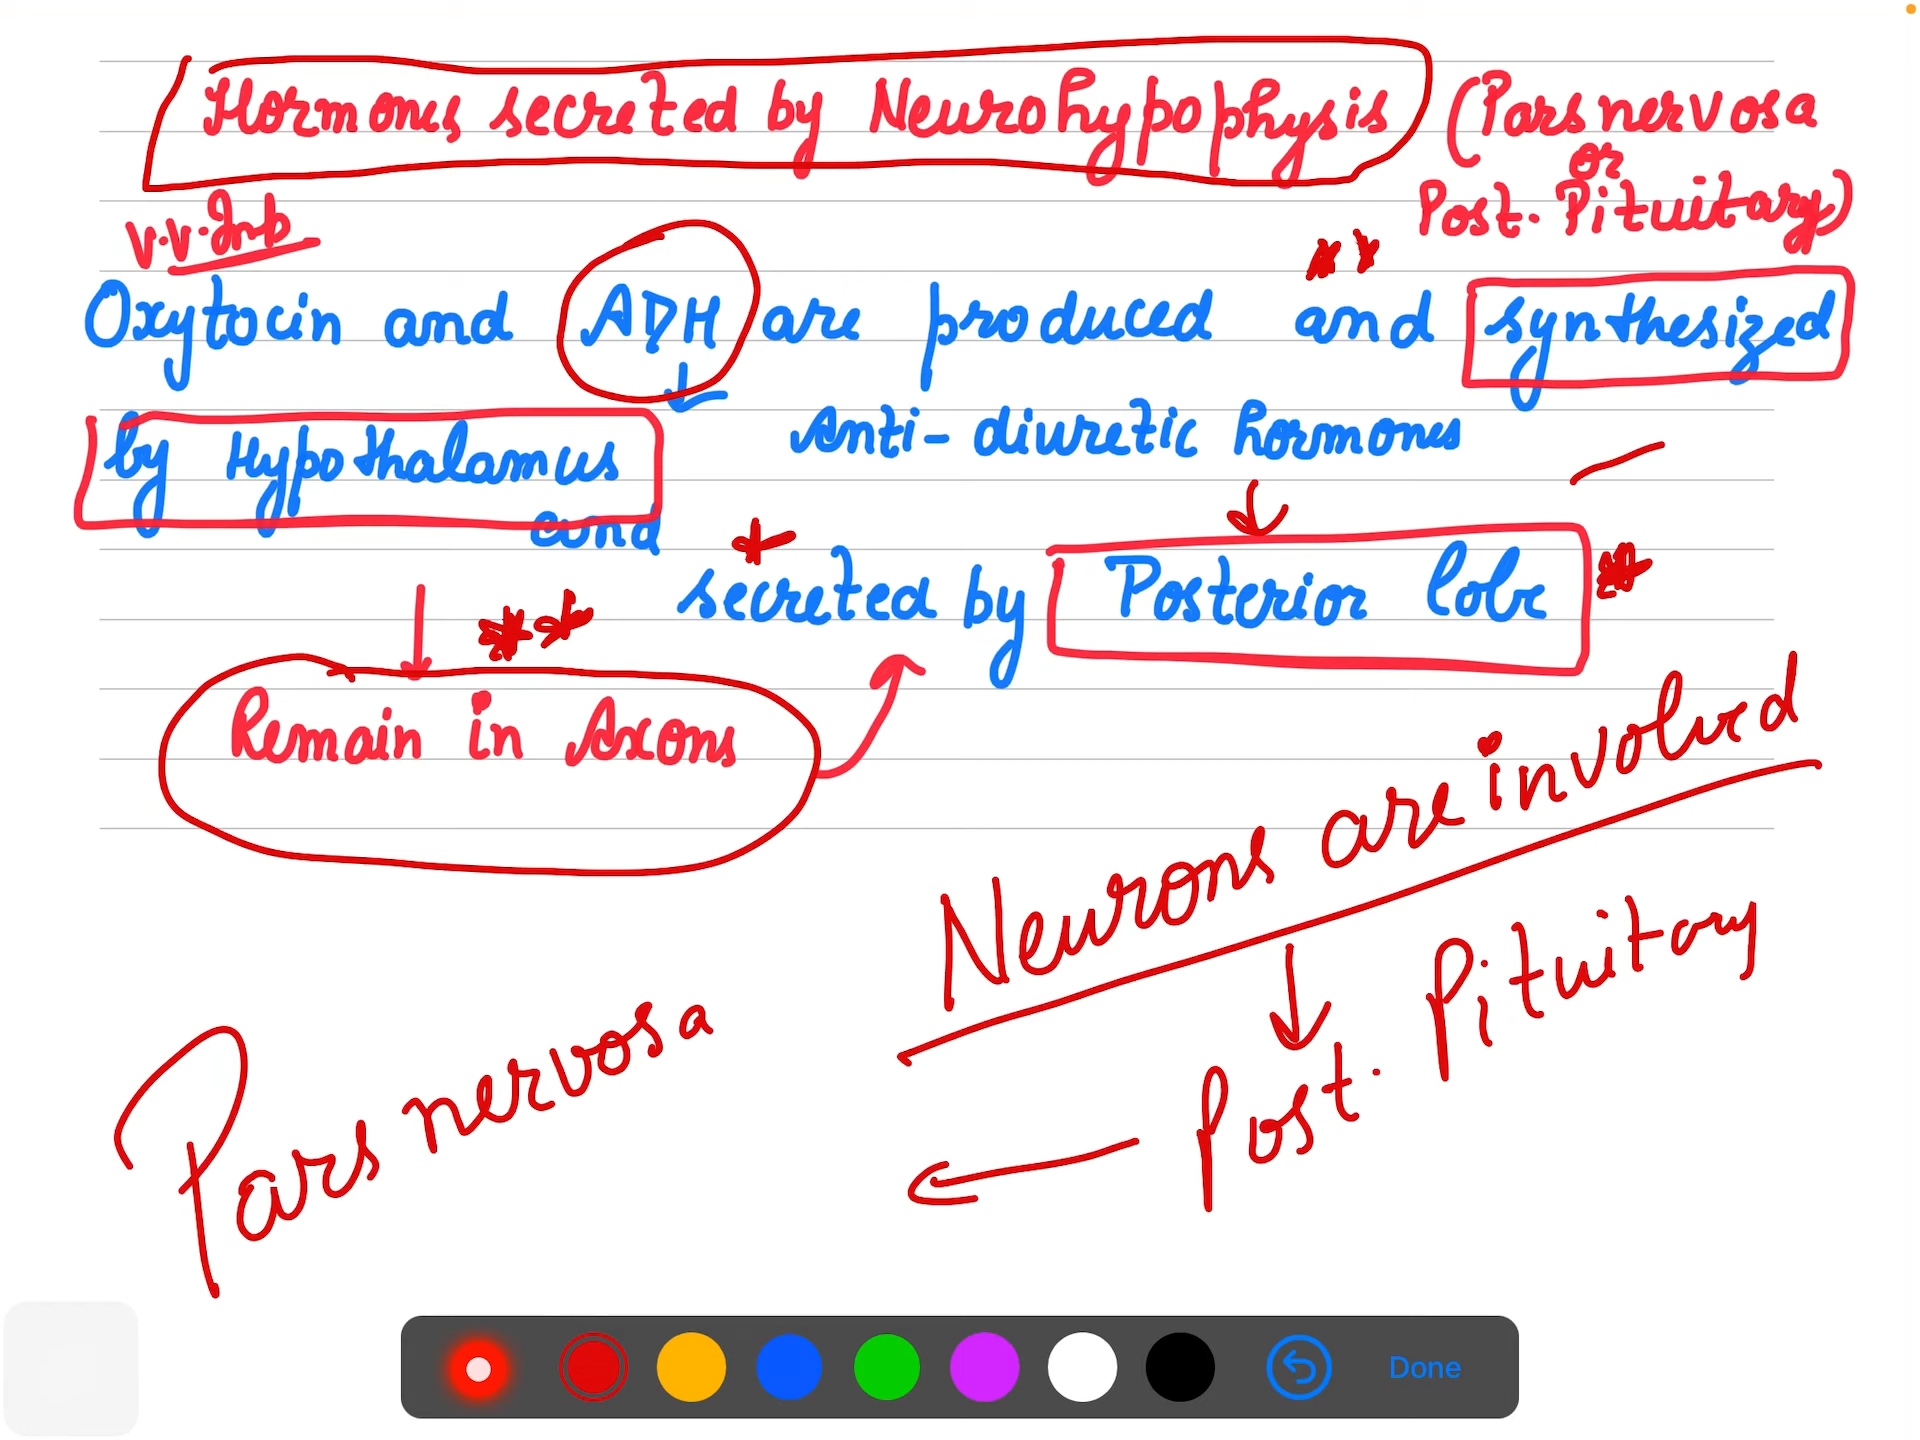 Hormones secreted by Neurohypophysis (Pars nervosa
or
Post. Pituitary)
V.V.Imp
Oxytocin and ADH are produced and synthesized
Anti-diuretic hormones
by Hypothalamus
and
secreted by Posterior lobe
Remain in Axons
Neurons are involved
Post. Pituitary
Pars nervosa
Done